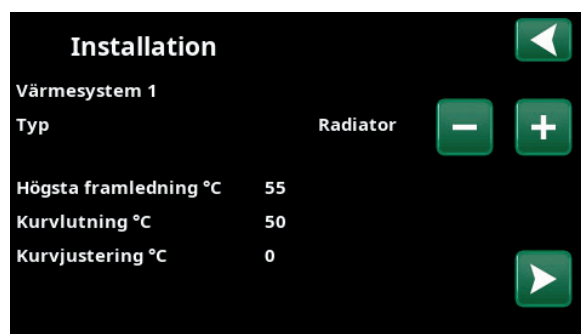 Installation
Värmesystem 1
Typ Radiator
Högsta framledning °C 55
Kurvlutning °C 50
Kurvjustering °C 0